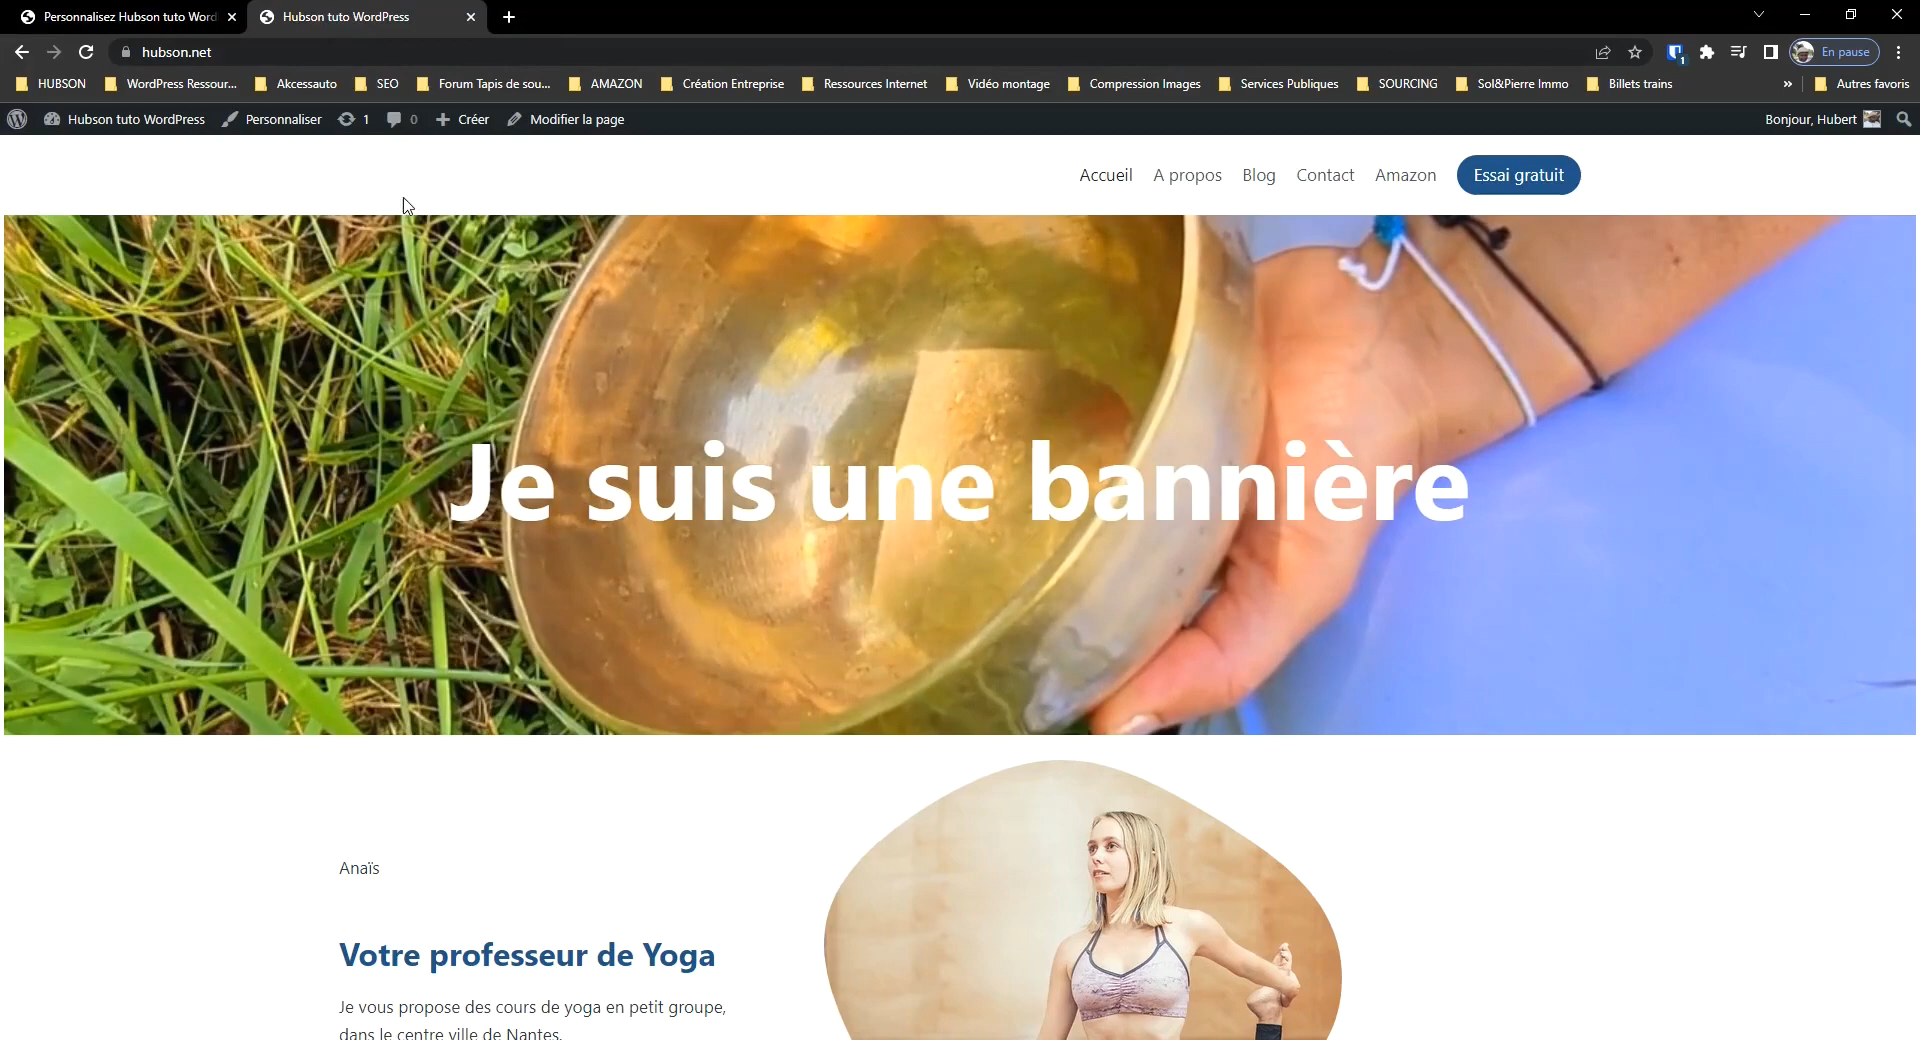 Personnalisez Hubson tuto Word
Hubson tuto WordPress
hubson.net
En pause
HUBSON
WordPress Ressour...
Akcessauto
SEO
Forum Tapis de sou...
AMAZON
Création Entreprise
Ressources Internet
Vidéo montage
Compression Images
Services Publiques
SOURCING
Sol&Pierre Immo
Billets trains
»
Autres favoris
Hubson tuto WordPress
Personnaliser
1
0
Créer
Modifier la page
Bonjour, Hubert
Accueil
A propos
Blog
Contact
Amazon
Essai gratuit
Je suis une bannière
Anaïs
Votre professeur de Yoga
Je vous propose des cours de yoga en petit groupe,
dans le centre ville de Nantes.